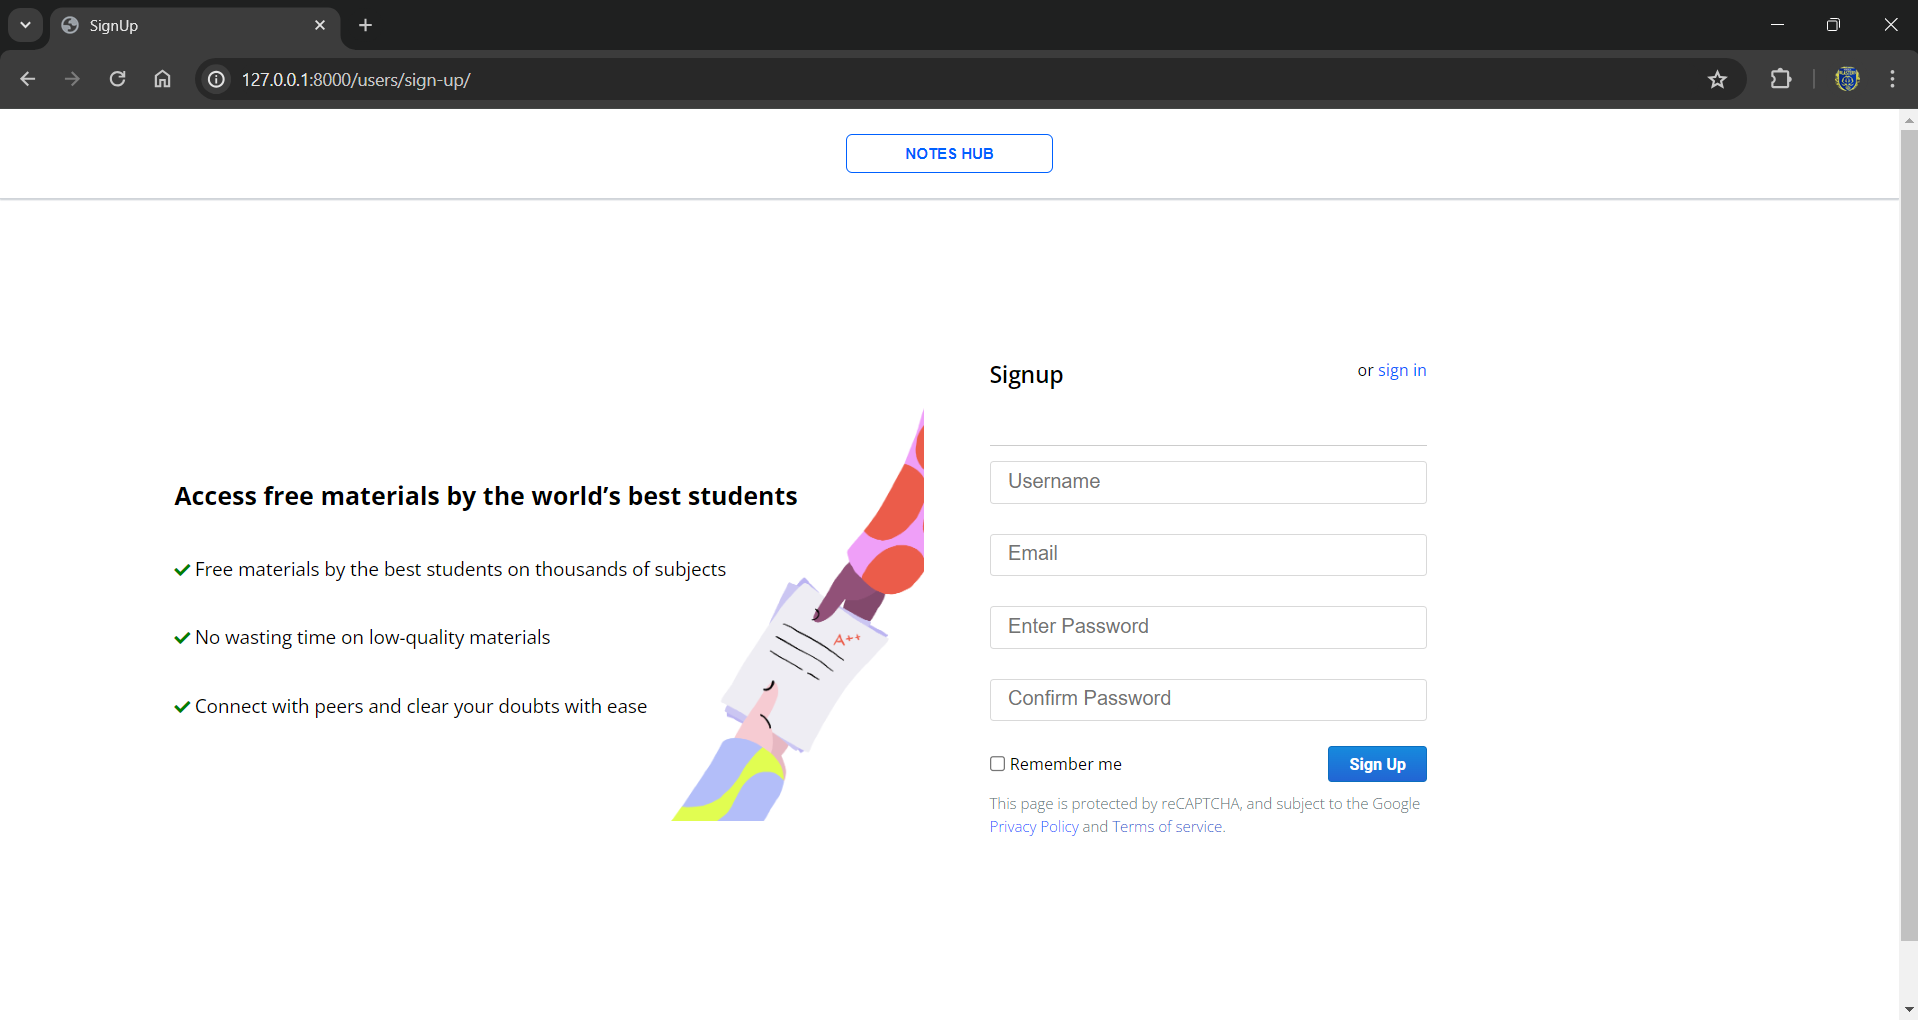 SignUp
127.0.0.1:8000/users/sign-up/
NOTES HUB
Signup
or sign in
Access free materials by the world’s best students
Free materials by the best students on thousands of subjects
No wasting time on low-quality materials
Connect with peers and clear your doubts with ease
A++
Username
Email
Enter Password
Confirm Password
Remember me
Sign Up
This page is protected by reCAPTCHA, and subject to the Google
Privacy Policy and Terms of service.